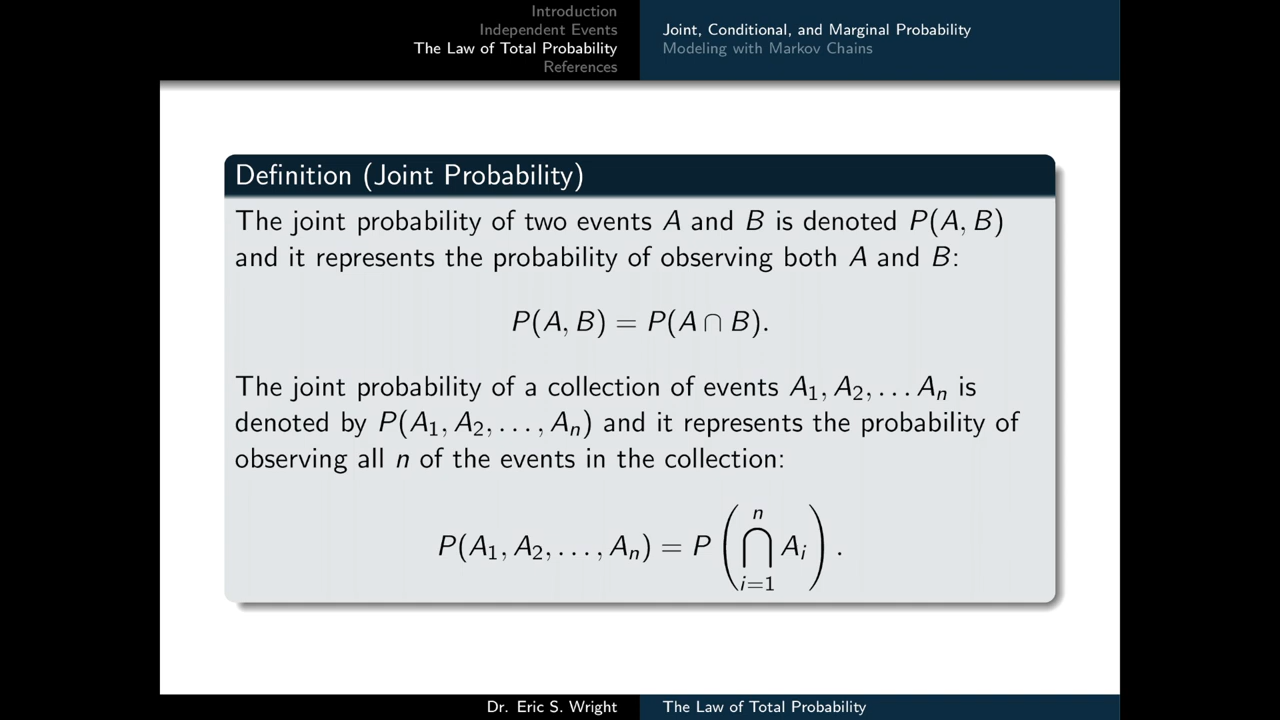 Introduction
Independent Events
The Law of Total Probability
References
Joint, Conditional, and Marginal Probability
Modeling with Markov Chains
Definition (Joint Probability)
The joint probability of two events A and B is denoted P(A, B)
and it represents the probability of observing both A and B:
P(A, B) = P(A ∩ B).
The joint probability of a collection of events A₁, A₂, . . . Aₙ is
denoted by P(A₁, A₂, . . . , Aₙ) and it represents the probability of
observing all n of the events in the collection:
P(A₁, A₂, . . . , Aₙ) = P(⋂ⁿᵢ₌₁ Aᵢ).
Dr. Eric S. Wright
The Law of Total Probability